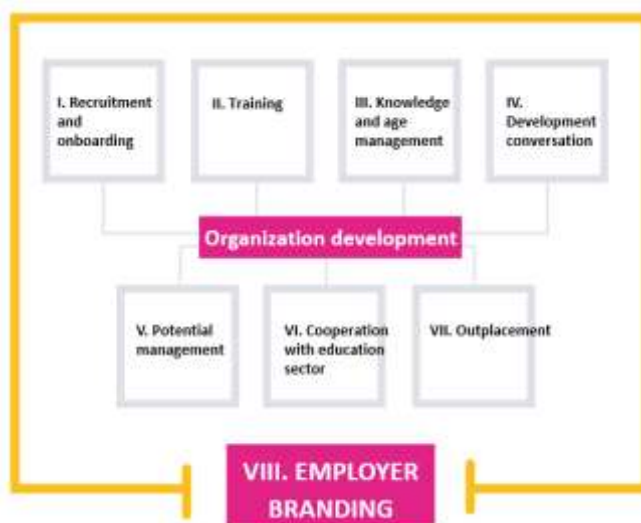 I. Recruitment
and
onboarding
II. Training
III. Knowledge
and age
management
IV.
Development
conversation
Organization development
V. Potential
management
VI. Cooperation
with education
sector
VII. Outplacement
VIII. EMPLOYER
BRANDING